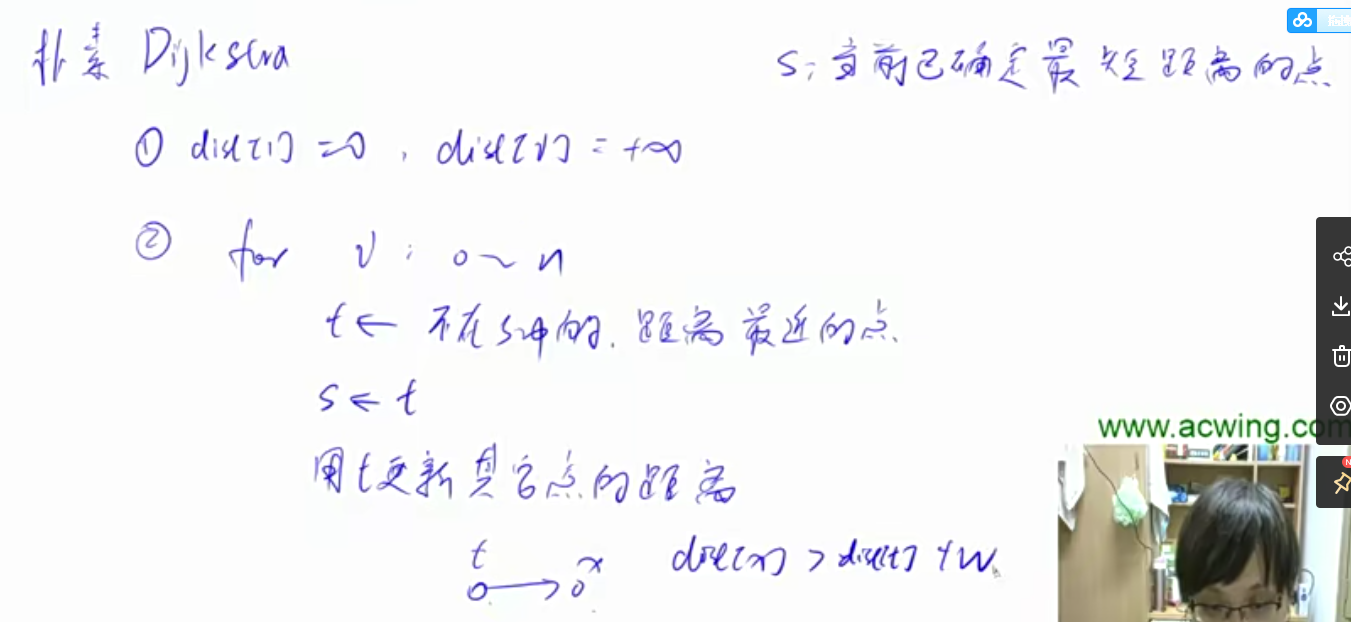 朴素 Dijkstra
s: 当前已确定最短距离的点
① dist[1] = 0, dist[i] = +∞
② for i: 0~n
t ← 不在s中的. 距离最近的点
s ← t
用t更新其它点的距离
t x dist[x] > dist[t] + w
www.acwing.com